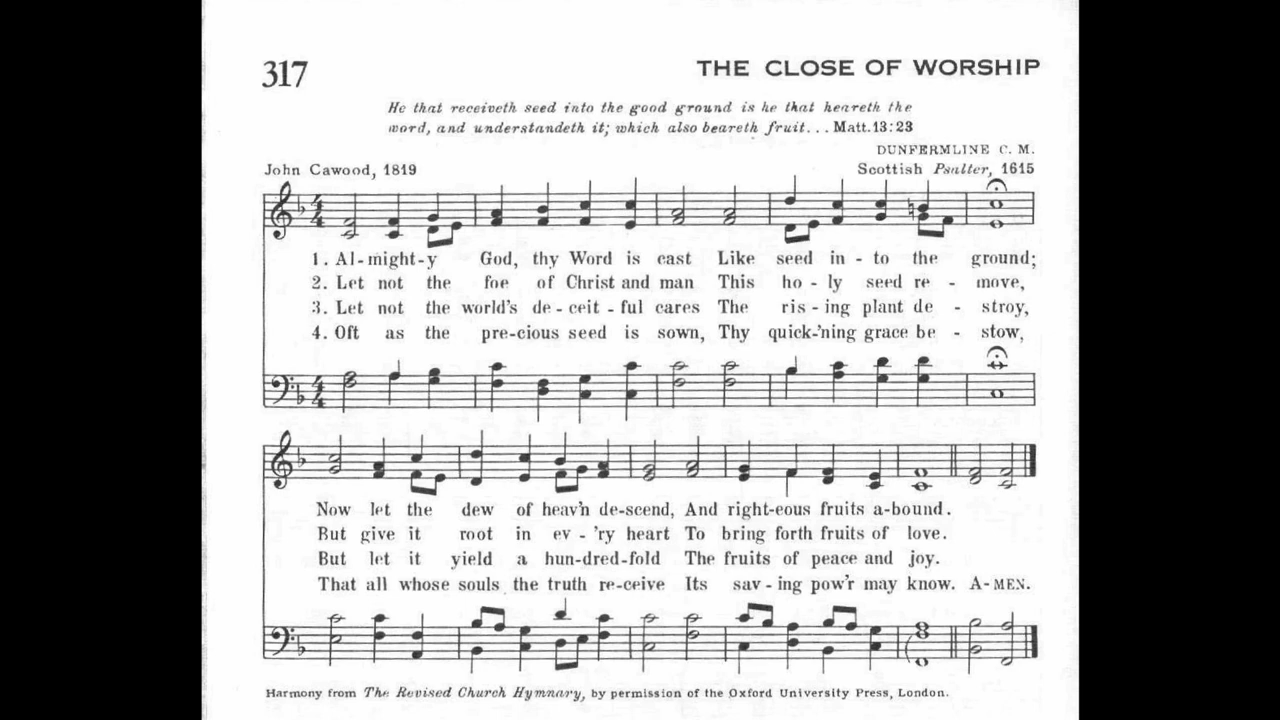 317
THE CLOSE OF WORSHIP
He that receiveth seed into the good ground is he that heareth the
word, and understandeth it; which also beareth fruit... Matt.13:23
DUNFERMLINE C. M.
John Cawood, 1819
Scottish Psalter, 1615
1. Al-might-y God, thy Word is cast Like seed in - to the ground;
2. Let not the foe of Christ and man This ho - ly seed re - move,
3. Let not the world's de - ceit - ful cares The ris - ing plant de - stroy,
4. Oft as the pre-cious seed is sown, Thy quick-'ning grace be - stow,
Now let the dew of heav'n de-scend, And right-eous fruits a-bound.
But give it root in ev - 'ry heart To bring forth fruits of love.
But let it yield a hun-dred-fold The fruits of peace and joy.
That all whose souls the truth re-ceive Its sav - ing pow'r may know. A-MEN.
Harmony from The Revised Church Hymnary, by permission of the Oxford University Press, London.